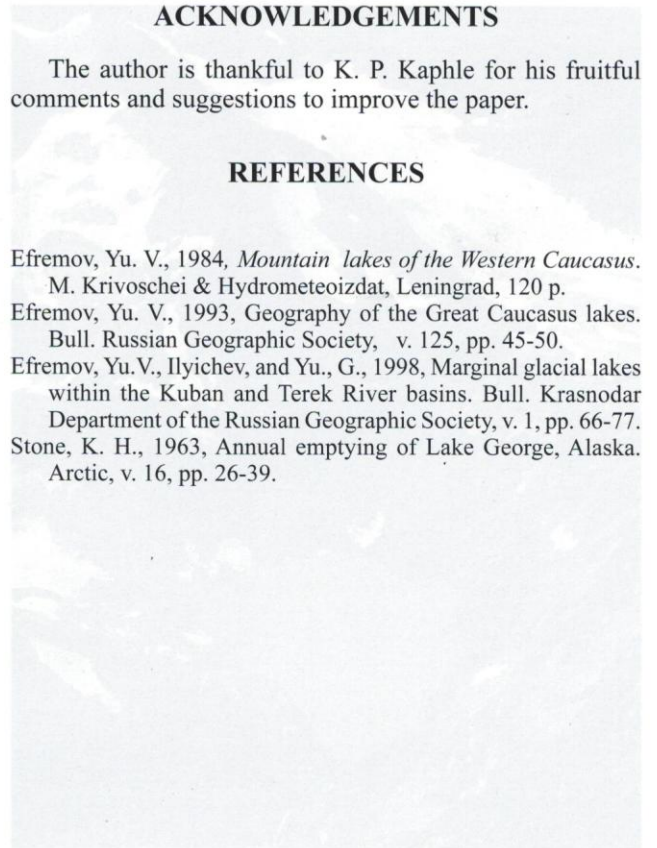 ACKNOWLEDGEMENTS
The author is thankful to K. P. Kaphle for his fruitful
comments and suggestions to improve the paper.
REFERENCES
Efremov, Yu. V., 1984, Mountain lakes of the Western Caucasus.
M. Krivoschei & Hydrometeoizdat, Leningrad, 120 p.
Efremov, Yu. V., 1993, Geography of the Great Caucasus lakes.
Bull. Russian Geographic Society, v. 125, pp. 45-50.
Efremov, Yu.V., Ilyichev, and Yu., G., 1998, Marginal glacial lakes
within the Kuban and Terek River basins. Bull. Krasnodar
Department of the Russian Geographic Society, v. 1, pp. 66-77.
Stone, K. H., 1963, Annual emptying of Lake George, Alaska.
Arctic, v. 16, pp. 26-39.